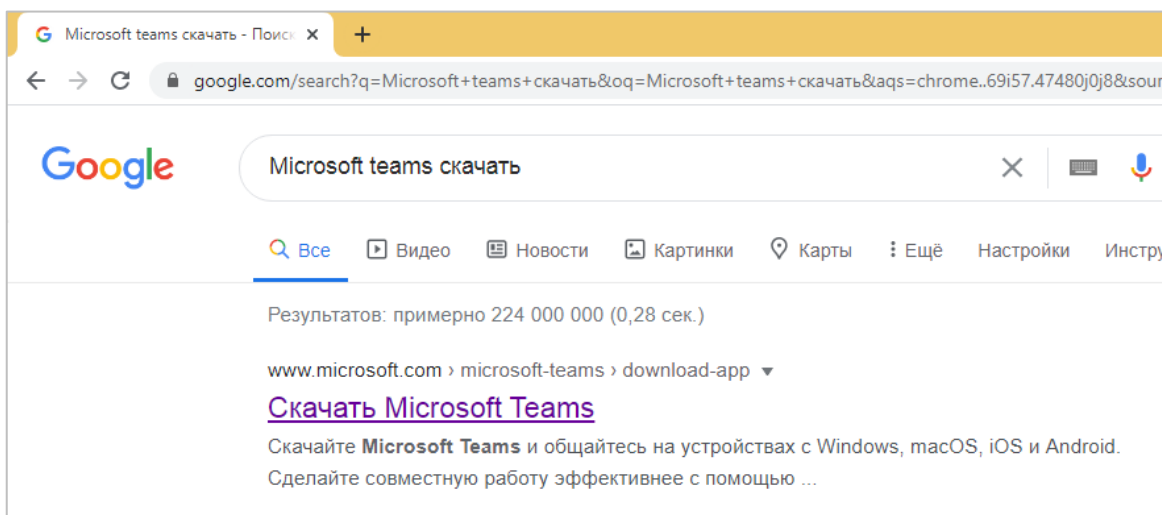 Microsoft teams скачать - Поиск
google.com/search?q=Microsoft+teams+скачать&oq=Microsoft+teams+скачать&aqs=chrome..69i57.47480j0j8&sour
Google
Microsoft teams скачать
Все Видео Новости Картинки Карты Ещё Настройки Инстру
Результатов: примерно 224 000 000 (0,28 сек.)
www.microsoft.com › microsoft-teams › download-app
Скачать Microsoft Teams
Скачайте Microsoft Teams и общайтесь на устройствах с Windows, macOS, iOS и Android.
Сделайте совместную работу эффективнее с помощью ...